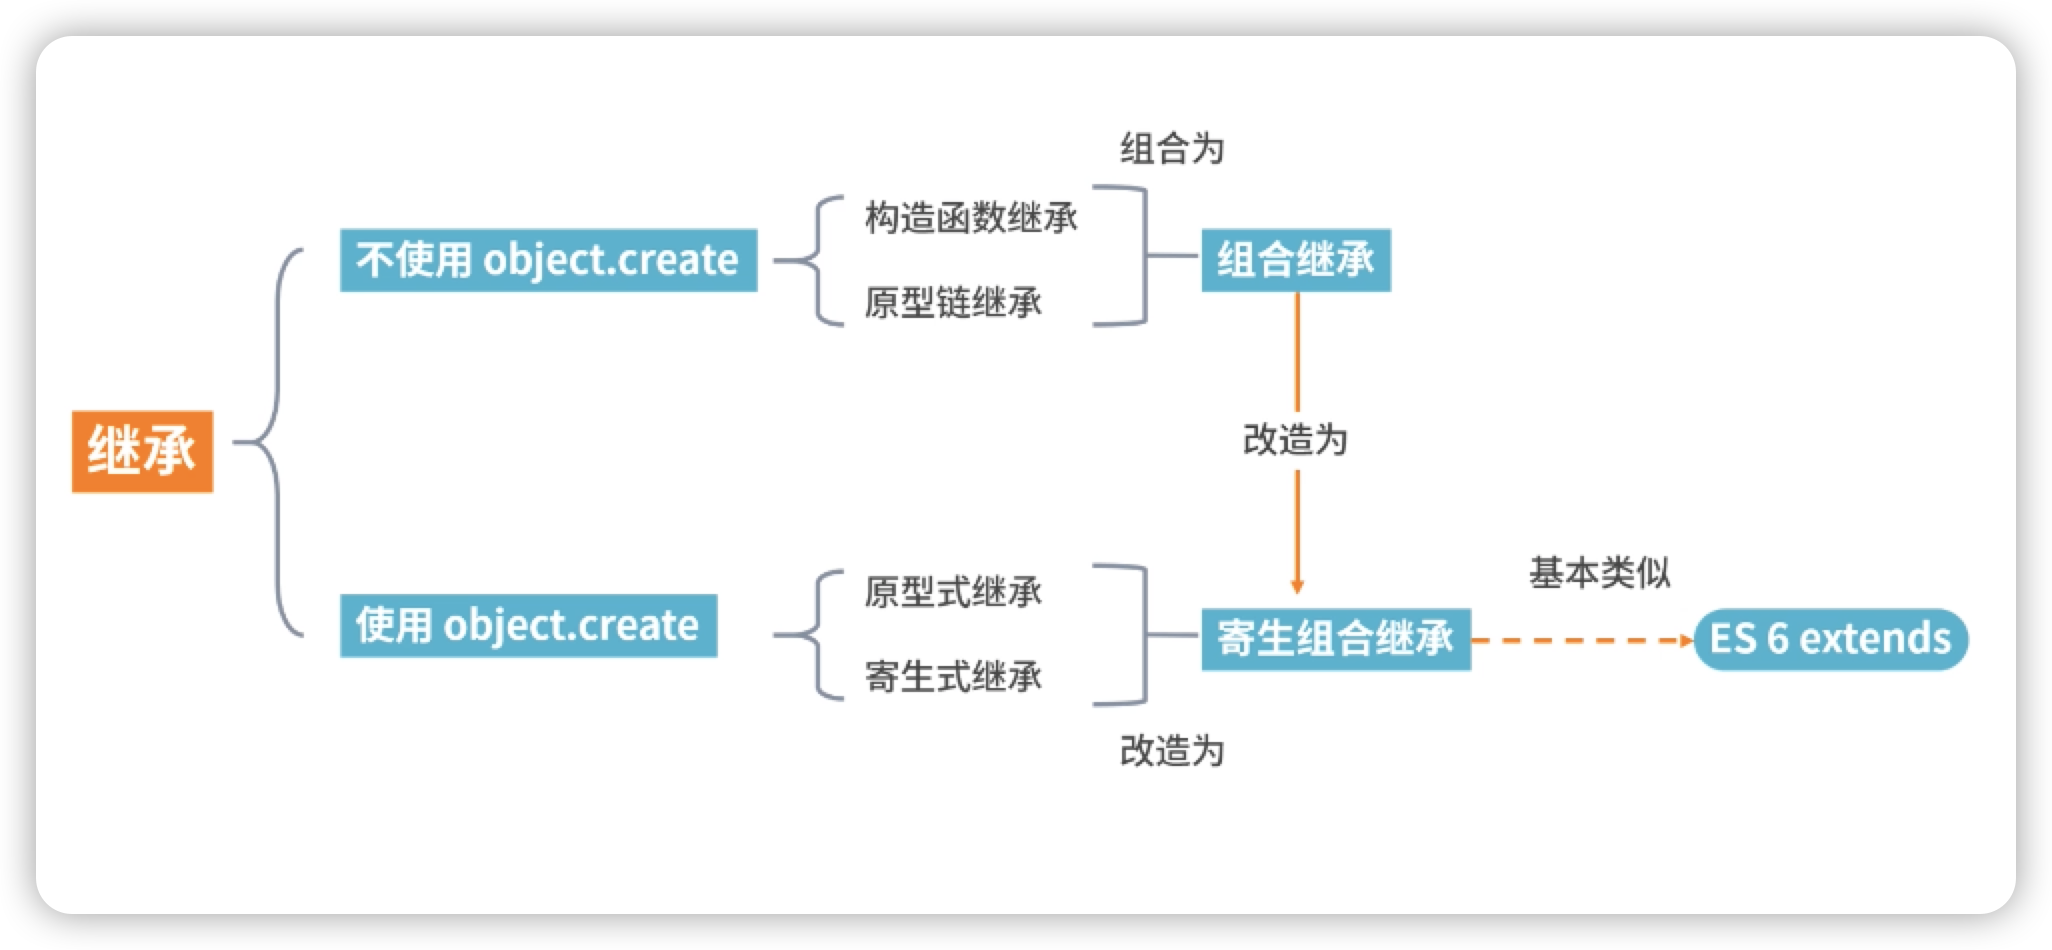 组合为
构造函数继承
不使用 object.create
组合继承
原型链继承
继承
改造为
基本类似
原型式继承
使用 object.create
寄生组合继承
ES 6 extends
寄生式继承
改造为